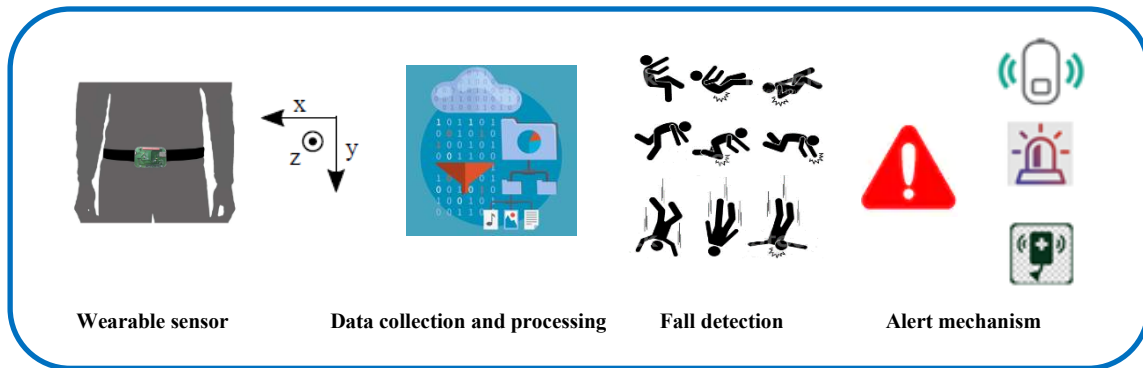 x
z
y
Wearable sensor
Data collection and processing
Fall detection
Alert mechanism